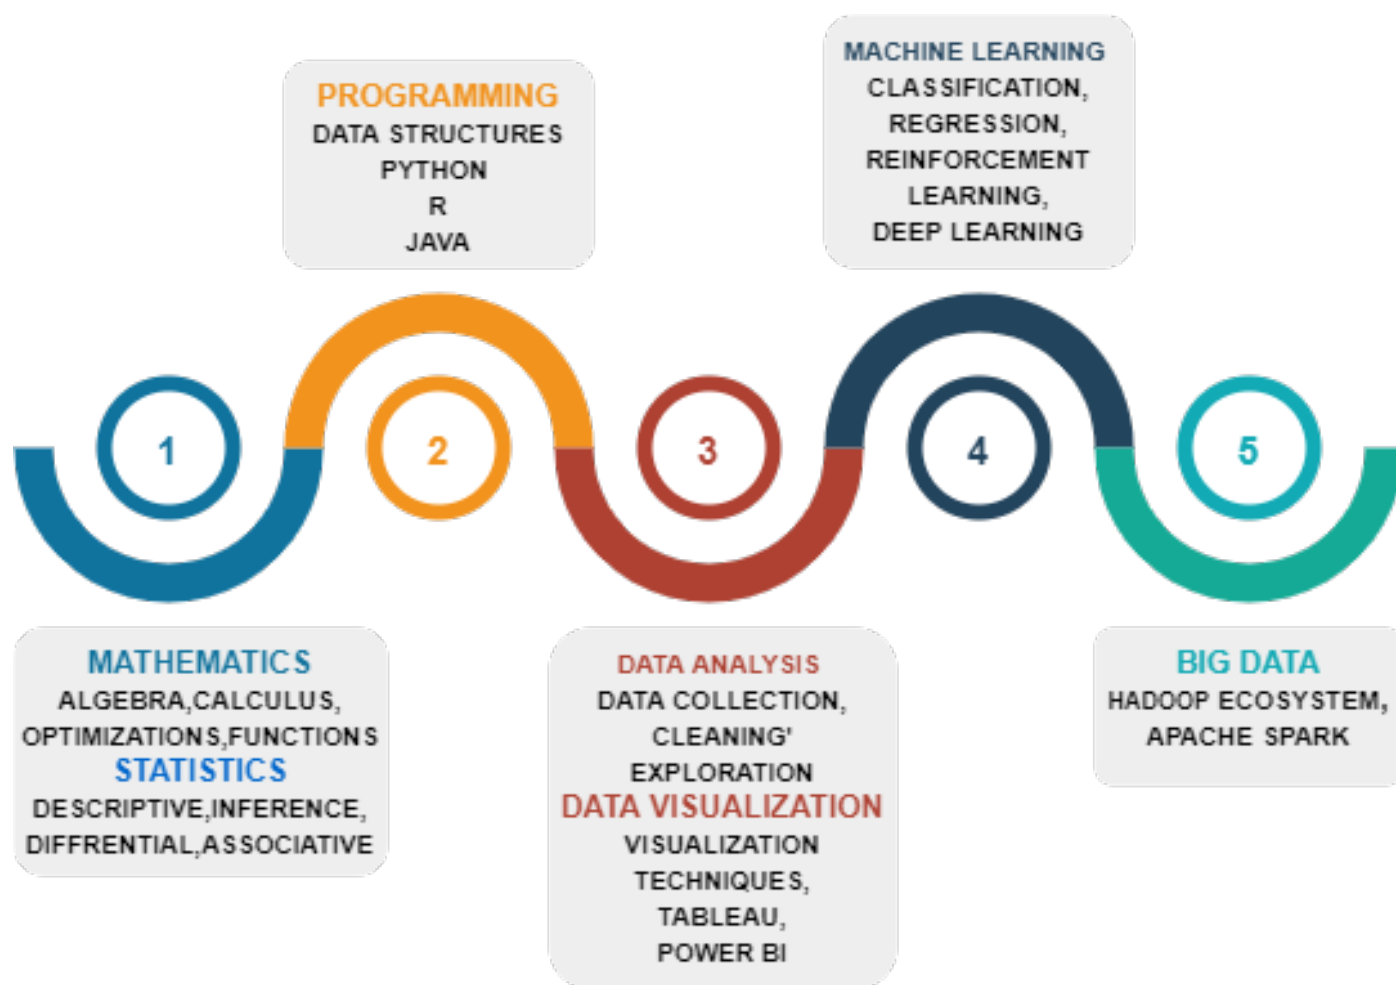 1
MATHEMATICS
ALGEBRA,CALCULUS,
OPTIMIZATIONS,FUNCTIONS
STATISTICS
DESCRIPTIVE,INFERENCE,
DIFFRENTIAL,ASSOCIATIVE
PROGRAMMING
DATA STRUCTURES
PYTHON
R
JAVA
2
3
DATA ANALYSIS
DATA COLLECTION,
CLEANING'
EXPLORATION
DATA VISUALIZATION
VISUALIZATION
TECHNIQUES,
TABLEAU,
POWER BI
MACHINE LEARNING
CLASSIFICATION,
REGRESSION,
REINFORCEMENT
LEARNING,
DEEP LEARNING
4
5
BIG DATA
HADOOP ECOSYSTEM,
APACHE SPARK